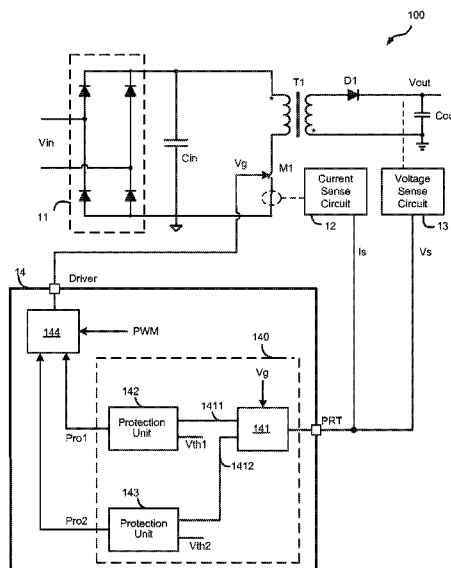 100
T1
D1
Vout
Vin
Cin
Vg
M1
Current Sense Circuit
Voltage Sense Circuit
11
12
13
Is
Vs
14
Driver
144
PWM
140
142
Vg
1411
Protection Unit
141
PRT
Pro1
Vth1
1412
143
Pro2
Protection Unit
Vth2